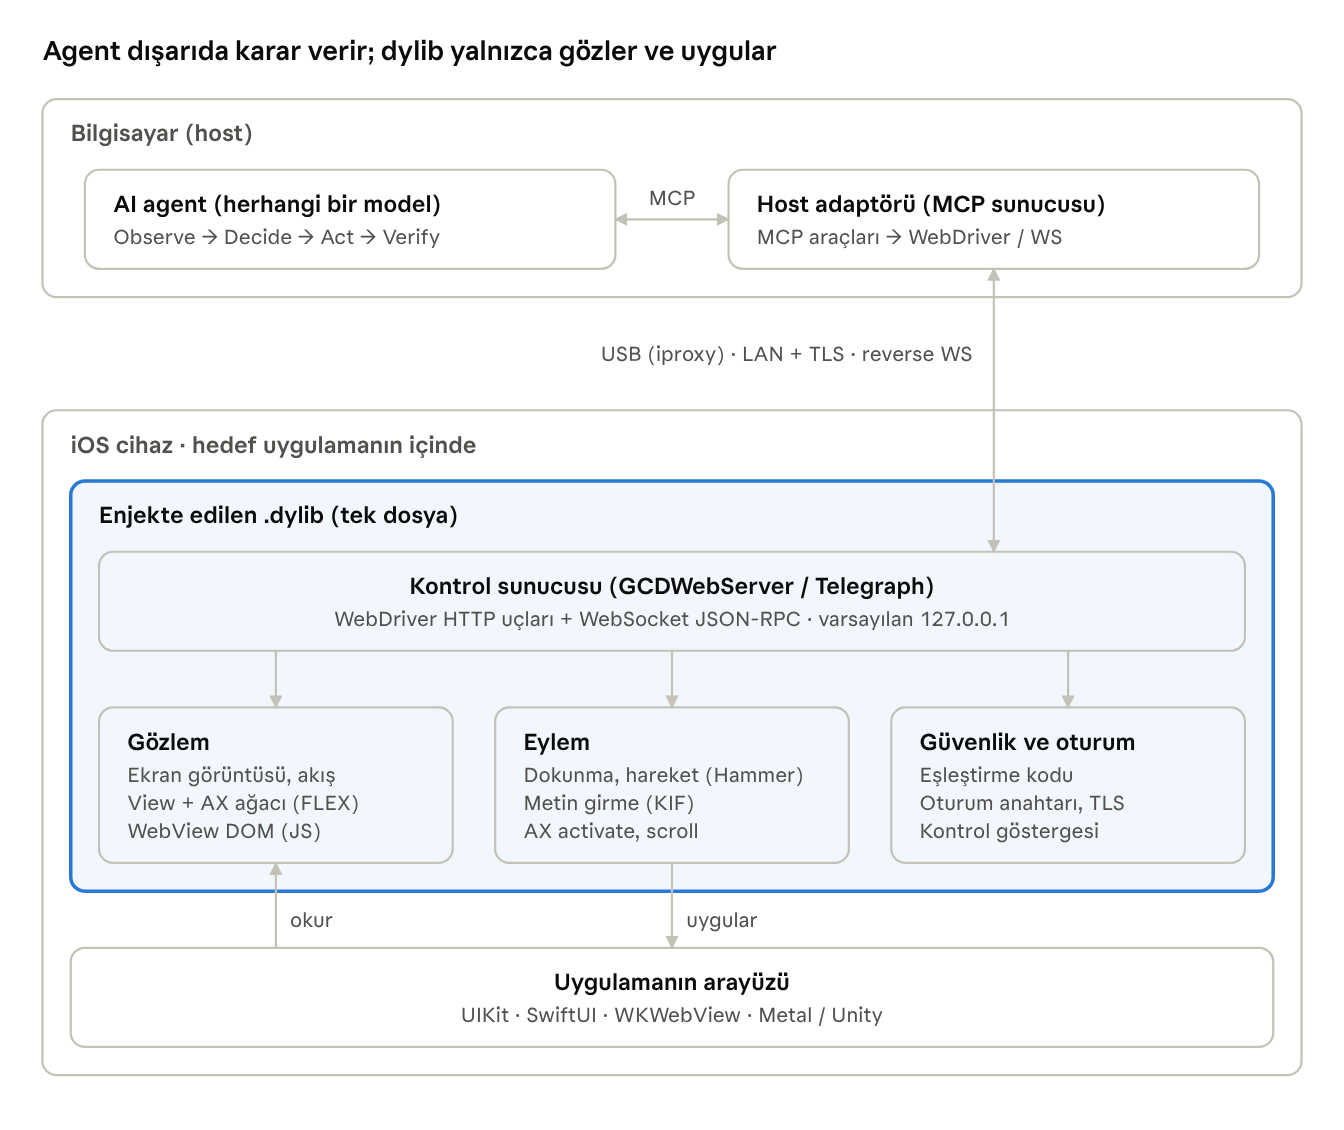 Agent dışarıda karar verir; dylib yalnızca gözler ve uygular
Bilgisayar (host)
AI agent (herhangi bir model)
Observe → Decide → Act → Verify
MCP
Host adaptörü (MCP sunucusu)
MCP araçları → WebDriver / WS
USB (iproxy) · LAN + TLS · reverse WS
iOS cihaz · hedef uygulamanın içinde
Enjekte edilen .dylib (tek dosya)
Kontrol sunucusu (GCDWebServer / Telegraph)
WebDriver HTTP uçları + WebSocket JSON-RPC · varsayılan 127.0.0.1
Gözlem
Ekran görüntüsü, akış
View + AX ağacı (FLEX)
WebView DOM (JS)
Eylem
Dokunma, hareket (Hammer)
Metin girme (KIF)
AX activate, scroll
Güvenlik ve oturum
Eşleştirme kodu
Oturum anahtarı, TLS
Kontrol göstergesi
okur
uygular
Uygulamanın arayüzü
UIKit · SwiftUI · WKWebView · Metal / Unity